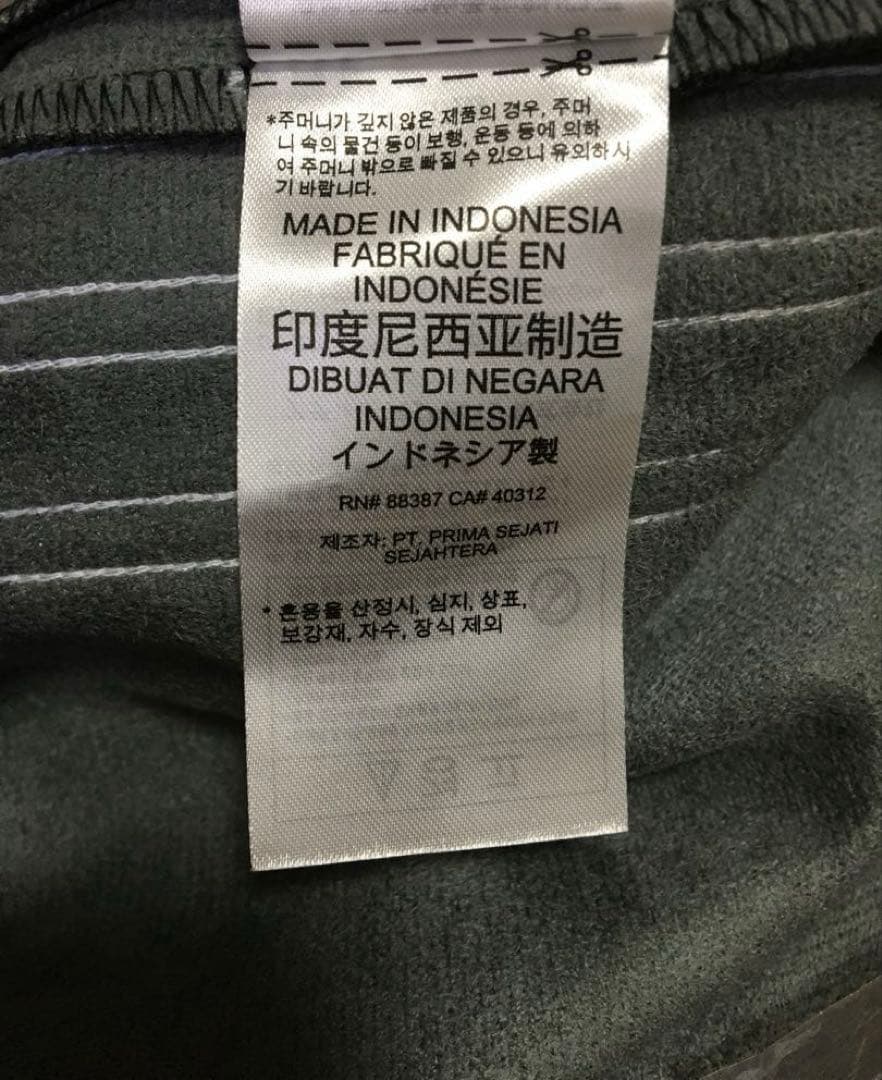 *주머니가 깊지 않은 제품의 경우, 주머
니 속의 물건 등이 보행, 운동 등에 의하
여 주머니 밖으로 빠질 수 있으니 유의하시
기 바랍니다.
MADE IN INDONESIA
FABRIQUÉ EN
INDONÉSIE
印度尼西亚制造
DIBUAT DI NEGARA
INDONESIA
インドネシア製
RN# 88387 CA# 40312
제조자: PT. PRIMA SEJATI
SEJAHTERA
* 혼용율 산정시, 심지, 상표,
보강재, 자수, 장식 제외